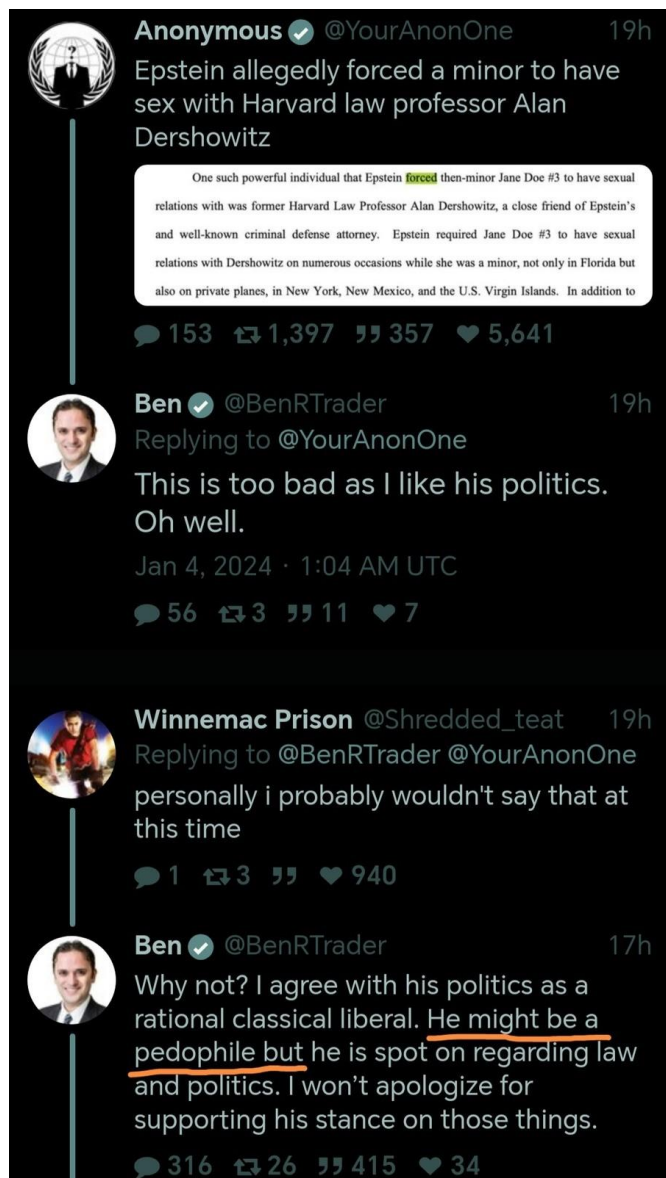 Anonymous @YourAnonOne 19h
Epstein allegedly forced a minor to have
sex with Harvard law professor Alan
Dershowitz
One such powerful individual that Epstein forced then-minor Jane Doe #3 to have sexual
relations with was former Harvard Law Professor Alan Dershowitz, a close friend of Epstein's
and well-known criminal defense attorney. Epstein required Jane Doe #3 to have sexual
relations with Dershowitz on numerous occasions while she was a minor, not only in Florida but
also on private planes, in New York, New Mexico, and the U.S. Virgin Islands. In addition to
153 1,397 357 5,641
Ben @BenRTrader 19h
Replying to @YourAnonOne
This is too bad as I like his politics.
Oh well.
Jan 4, 2024 · 1:04 AM UTC
56 3 11 7
Winnemac Prison @Shredded_teat 19h
Replying to @BenRTrader @YourAnonOne
personally i probably wouldn't say that at
this time
1 3 940
Ben @BenRTrader 17h
Why not? I agree with his politics as a
rational classical liberal. He might be a
pedophile but he is spot on regarding law
and politics. I won't apologize for
supporting his stance on those things.
316 26 415 34